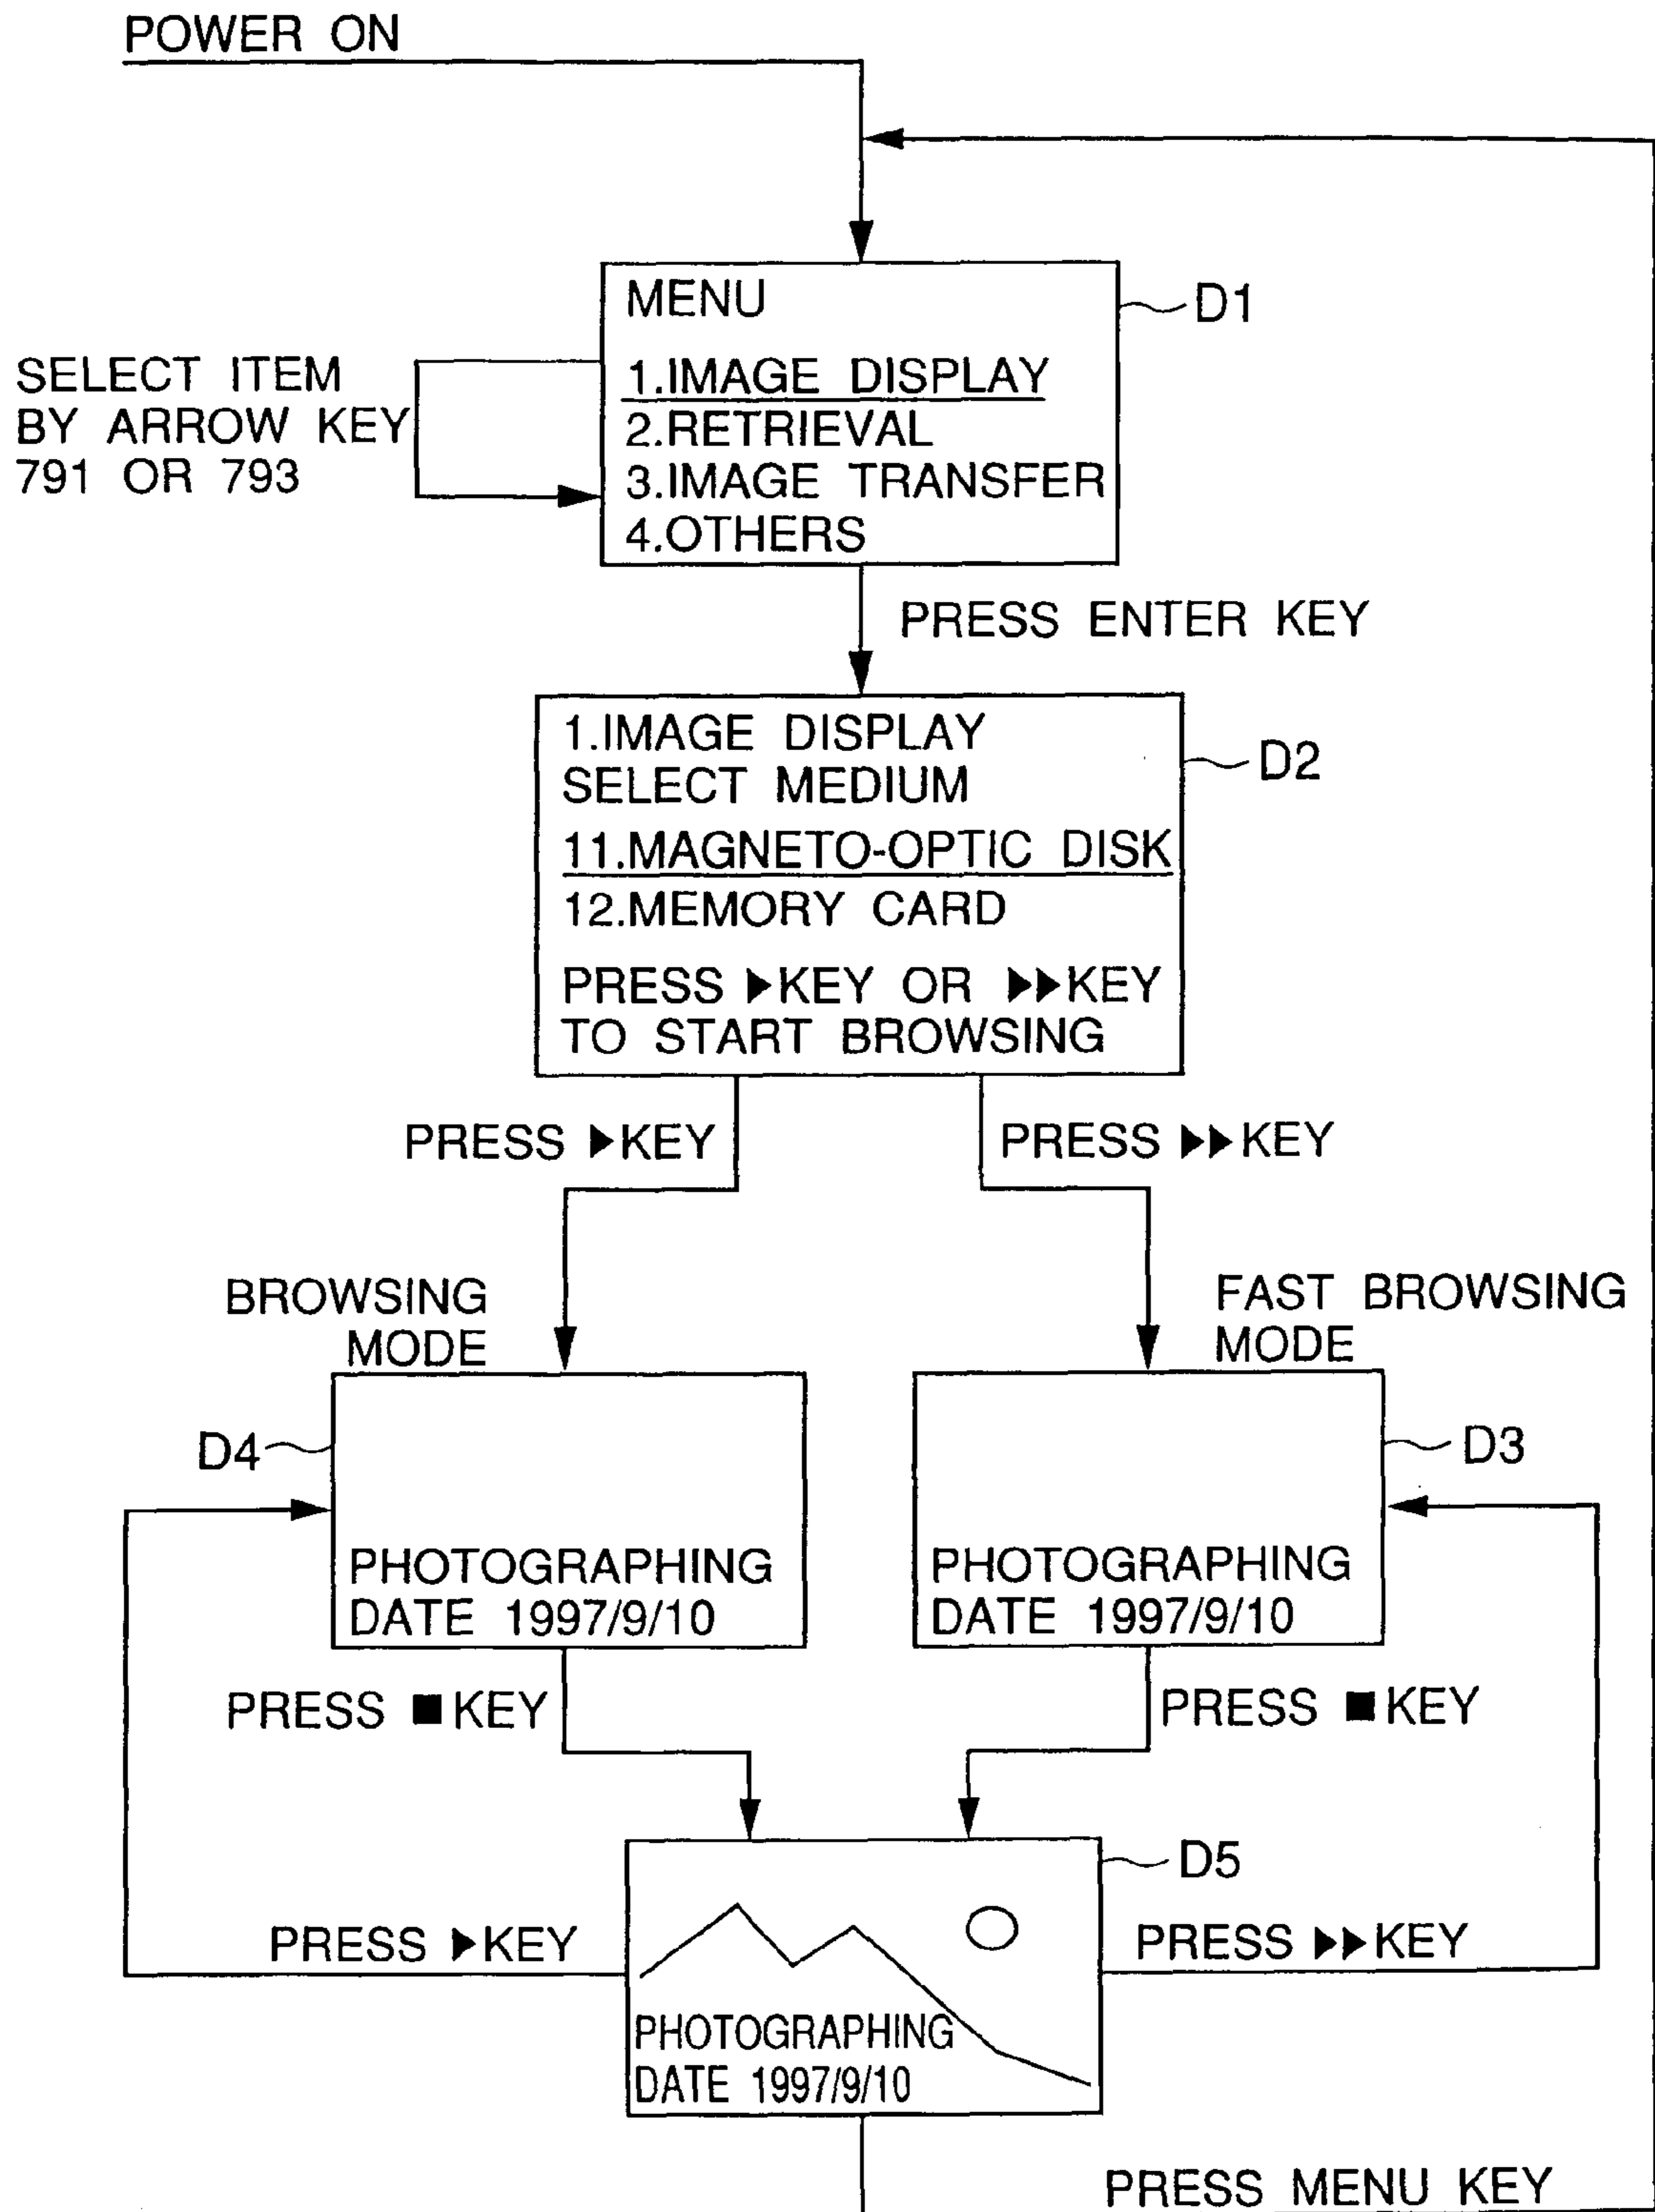 POWER ON
MENU
D1
1.IMAGE DISPLAY
2.RETRIEVAL
3.IMAGE TRANSFER
4.OTHERS
SELECT ITEM
BY ARROW KEY
791 OR 793
PRESS ENTER KEY
1.IMAGE DISPLAY
SELECT MEDIUM
D2
11.MAGNETO-OPTIC DISK
12.MEMORY CARD
PRESS ▶KEY OR ▶▶KEY
TO START BROWSING
PRESS ▶KEY
PRESS ▶▶KEY
BROWSING
MODE
FAST BROWSING
MODE
D4
PHOTOGRAPHING
DATE 1997/9/10
D3
PHOTOGRAPHING
DATE 1997/9/10
PRESS ■KEY
PRESS ■KEY
D5
PRESS ▶KEY
PRESS ▶▶KEY
PHOTOGRAPHING
DATE 1997/9/10
PRESS MENU KEY